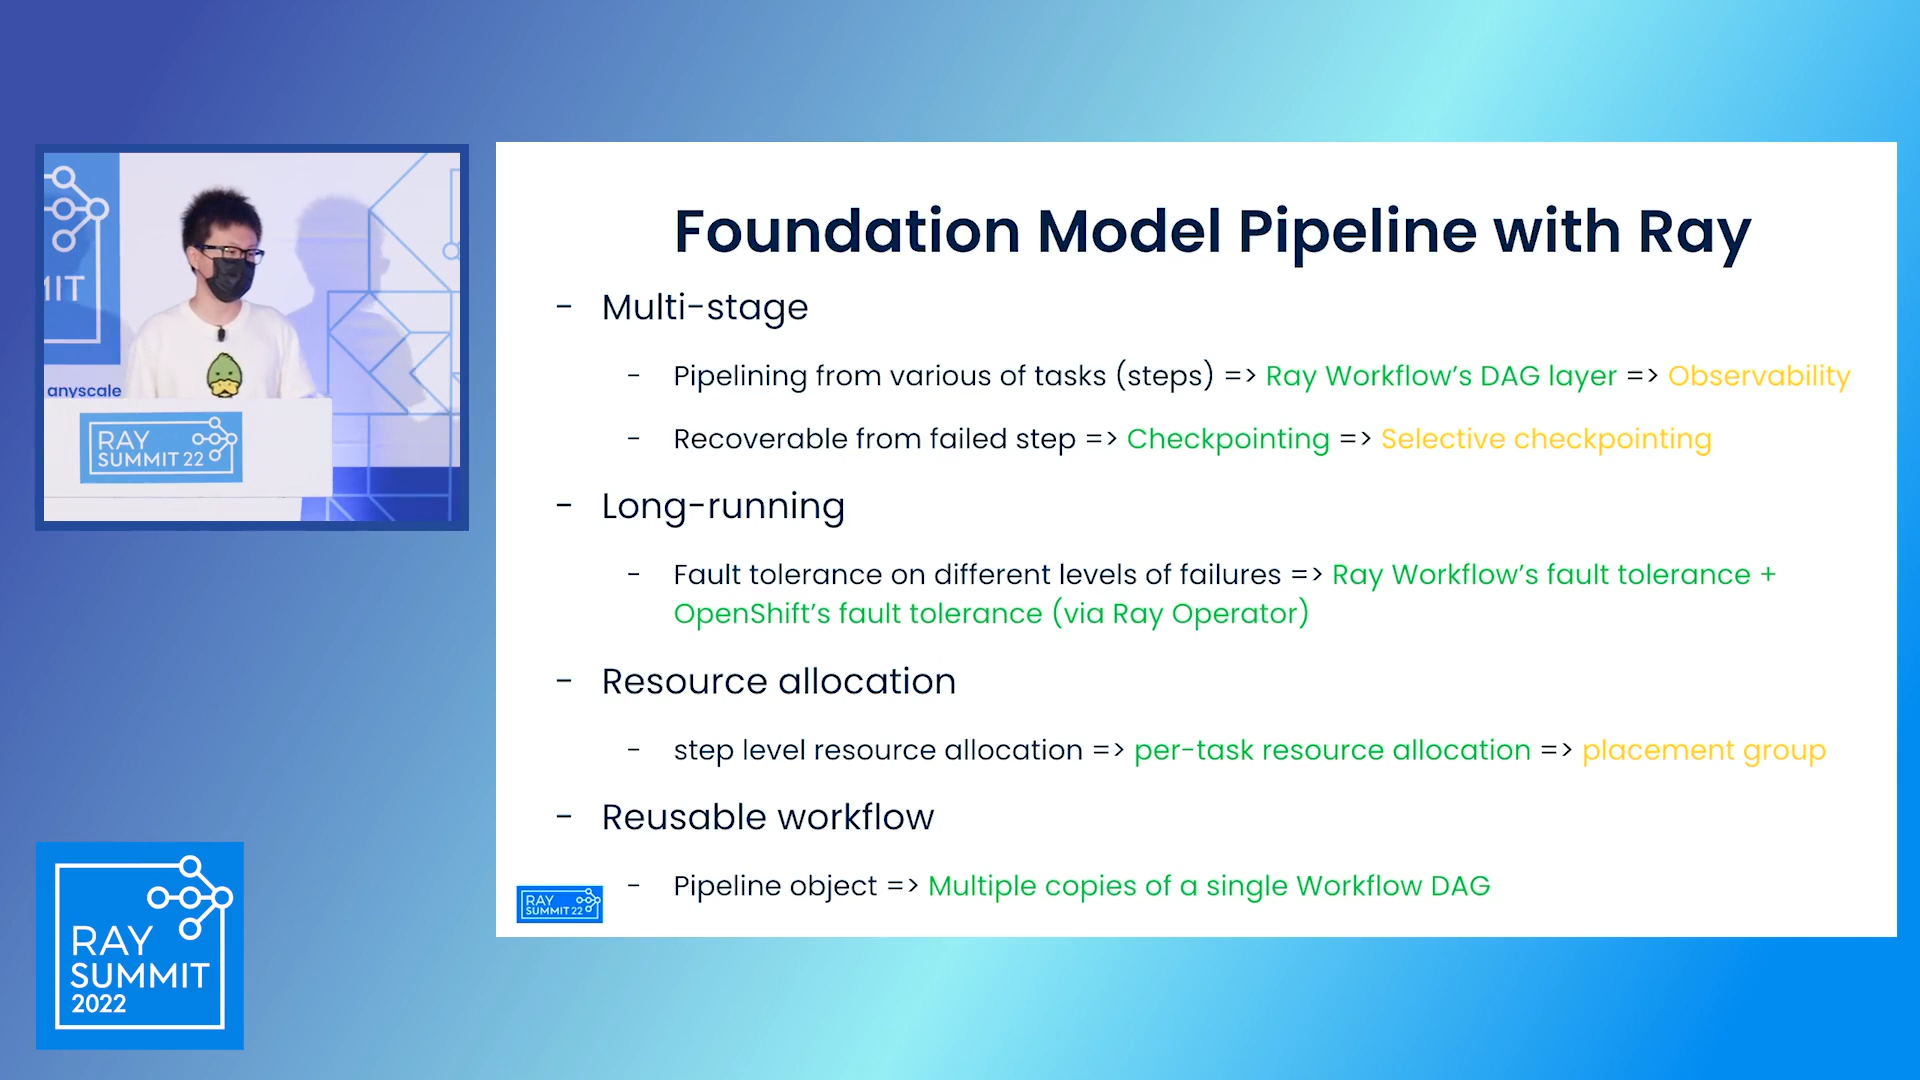 MIT
anyscale
RAY
SUMMIT 22
Foundation Model Pipeline with Ray
- Multi-stage
- Pipelining from various of tasks (steps) => Ray Workflow's DAG layer => Observability
- Recoverable from failed step => Checkpointing => Selective checkpointing
- Long-running
- Fault tolerance on different levels of failures => Ray Workflow's fault tolerance +
OpenShift's fault tolerance (via Ray Operator)
- Resource allocation
- step level resource allocation => per-task resource allocation => placement group
- Reusable workflow
- Pipeline object => Multiple copies of a single Workflow DAG
RAY
SUMMIT 22
RAY
SUMMIT
2022